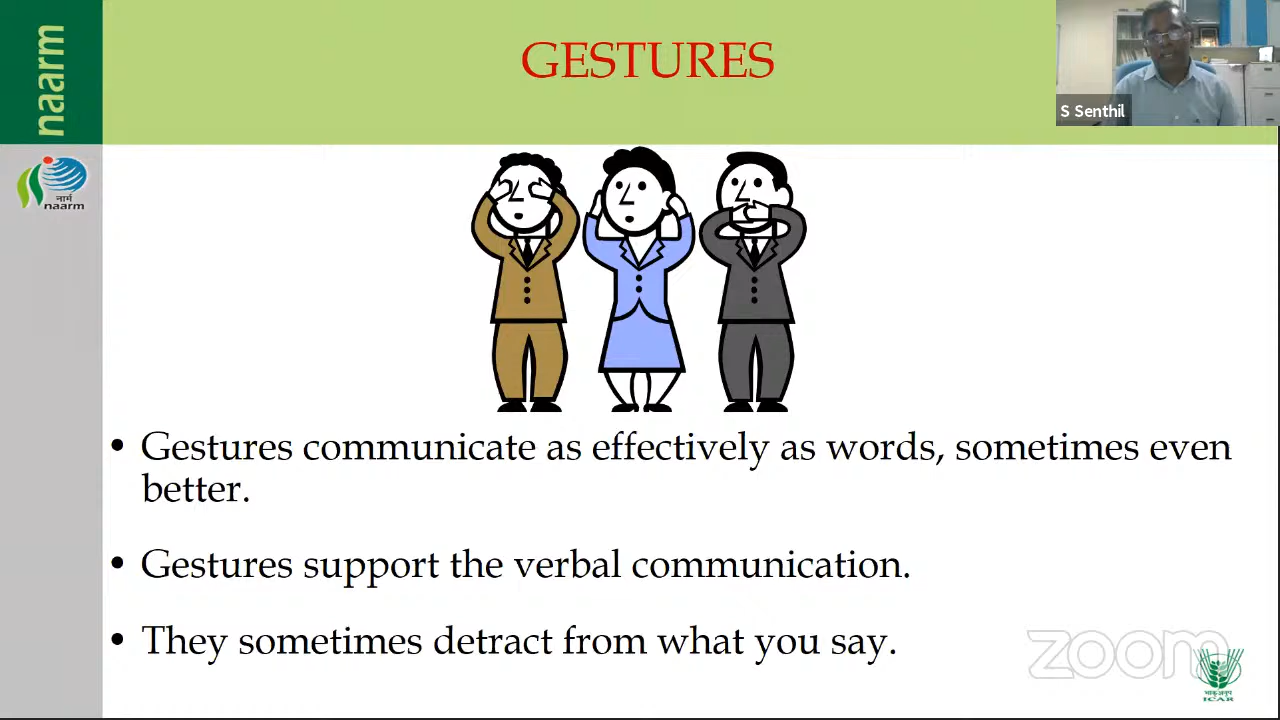 naarm
GESTURES
S Senthil
नार्म
naarm
• Gestures communicate as effectively as words, sometimes even
better.
• Gestures support the verbal communication.
• They sometimes detract from what you say.
zoom
भाकृअनुप
ICAR